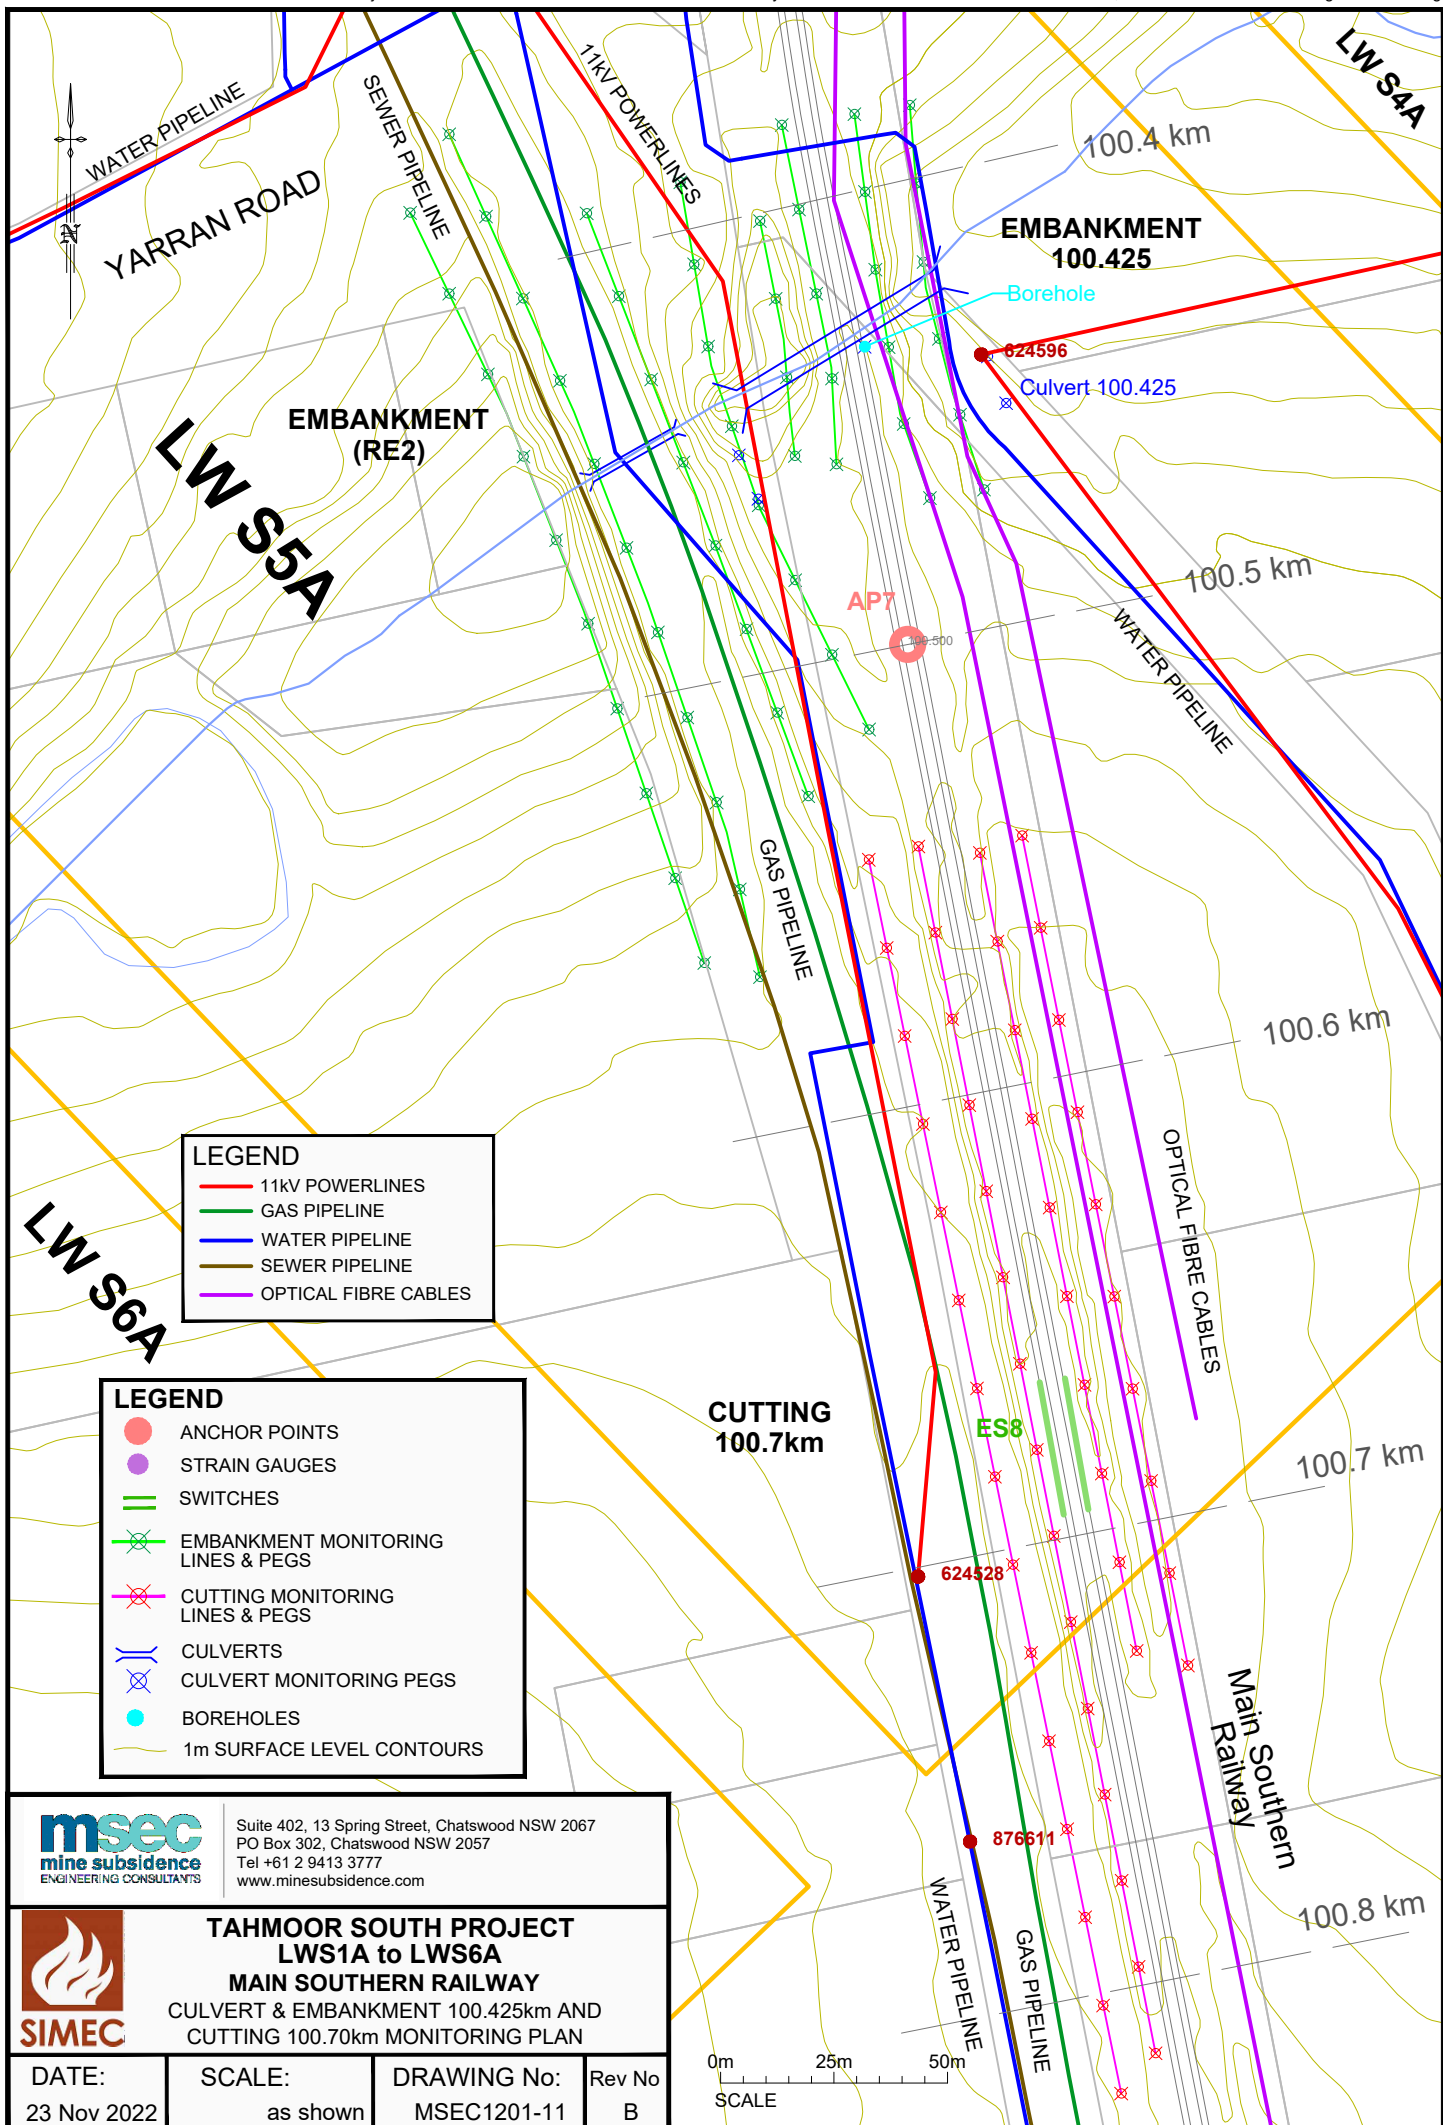 LW S4A
11kV POWERLINES
SEWER PIPELINE
WATER PIPELINE
YARRAN ROAD
N
100.4 km
EMBANKMENT
100.425
Borehole
624596
Culvert 100.425
EMBANKMENT
(RE2)
LW S5A
100.5 km
AP7
100.500
WATER PIPELINE
GAS PIPELINE
100.6 km
OPTICAL FIBRE CABLES
LEGEND
11kV POWERLINES
GAS PIPELINE
WATER PIPELINE
SEWER PIPELINE
OPTICAL FIBRE CABLES
LW S6A
LEGEND
ANCHOR POINTS
STRAIN GAUGES
SWITCHES
EMBANKMENT MONITORING
LINES & PEGS
CUTTING MONITORING
LINES & PEGS
CULVERTS
CULVERT MONITORING PEGS
BOREHOLES
1m SURFACE LEVEL CONTOURS
CUTTING
100.7km
ES8
100.7 km
624528
Main Southern
Railway
876611
WATER PIPELINE
GAS PIPELINE
100.8 km
msec
mine subsidence
ENGINEERING CONSULTANTS
Suite 402, 13 Spring Street, Chatswood NSW 2067
PO Box 302, Chatswood NSW 2057
Tel +61 2 9413 3777
www.minesubsidence.com
SIMEC
TAHMOOR SOUTH PROJECT
LWS1A to LWS6A
MAIN SOUTHERN RAILWAY
CULVERT & EMBANKMENT 100.425km AND
CUTTING 100.70km MONITORING PLAN
DATE:
23 Nov 2022
SCALE:
as shown
DRAWING No:
MSEC1201-11
Rev No
B
0m 25m 50m
SCALE